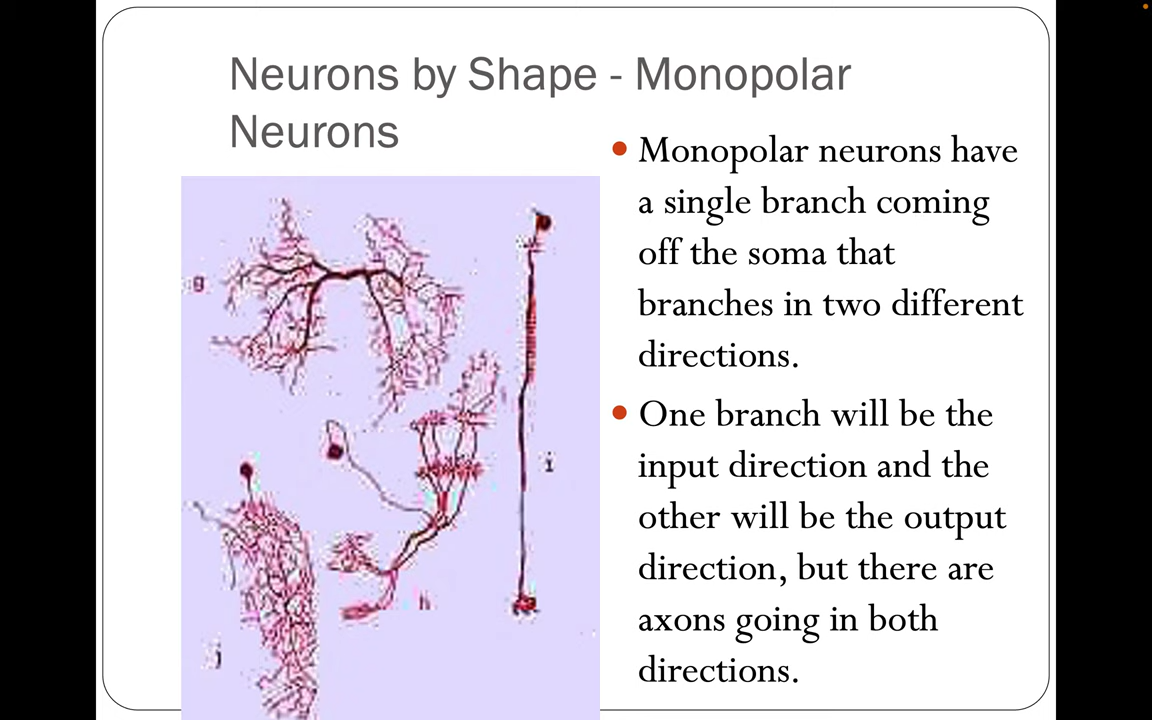 Neurons by Shape - Monopolar
Neurons
• Monopolar neurons have
a single branch coming
off the soma that
branches in two different
directions.
• One branch will be the
input direction and the
other will be the output
direction, but there are
axons going in both
directions.
g
i
h
j